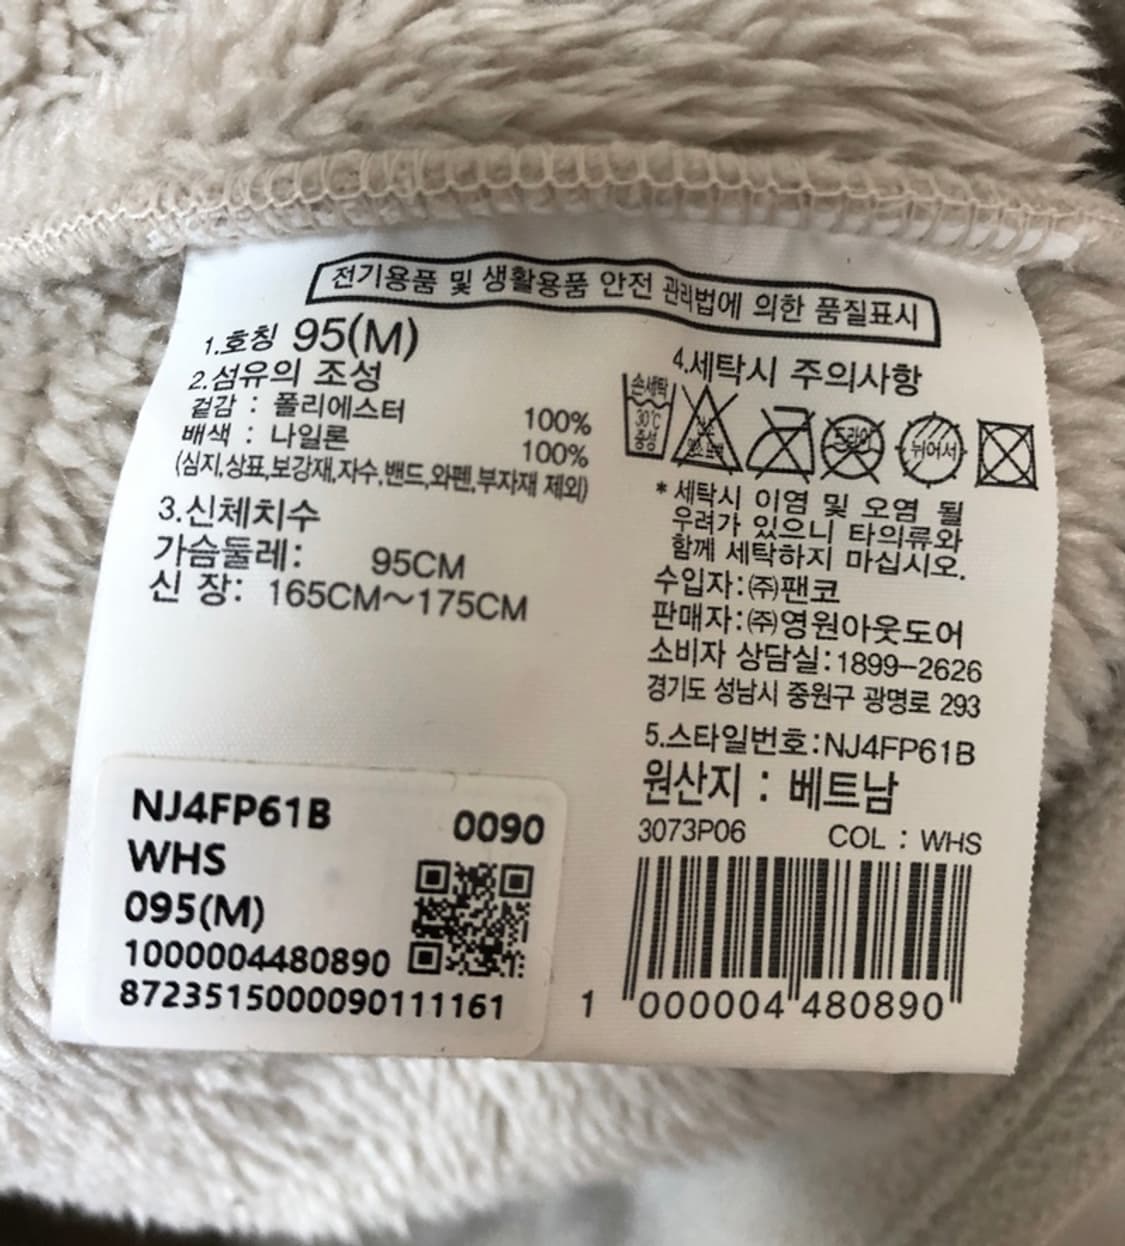 전기용품 및 생활용품 안전 관리법에 의한 품질표시
1.호칭 95(M)
2.섬유의 조성
겉감 : 폴리에스터 100%
배색 : 나일론 100%
(심지,상표,보강재,자수,밴드,와펜,부자재 제외)
3.신체치수
가슴둘레: 95CM
신 장: 165CM~175CM
4.세탁시 주의사항
손세탁
30℃
중성
드라이
뉘어서
* 세탁시 이염 및 오염 될
우려가 있으니 타의류와
함께 세탁하지 마십시오.
수입자:㈜팬코
판매자:㈜영원아웃도어
소비자 상담실:1899-2626
경기도 성남시 중원구 광명로 293
5.스타일번호:NJ4FP61B
원산지 : 베트남
3073P06 COL : WHS
1 000004 480890
NJ4FP61B 0090
WHS
095(M)
1000004480890
8723515000090111161